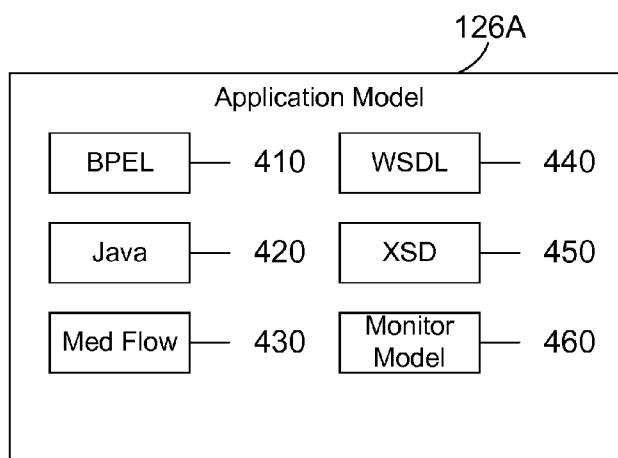 126A
Application Model
BPEL 410 WSDL 440
Java 420 XSD 450
Med Flow 430 Monitor
Model 460